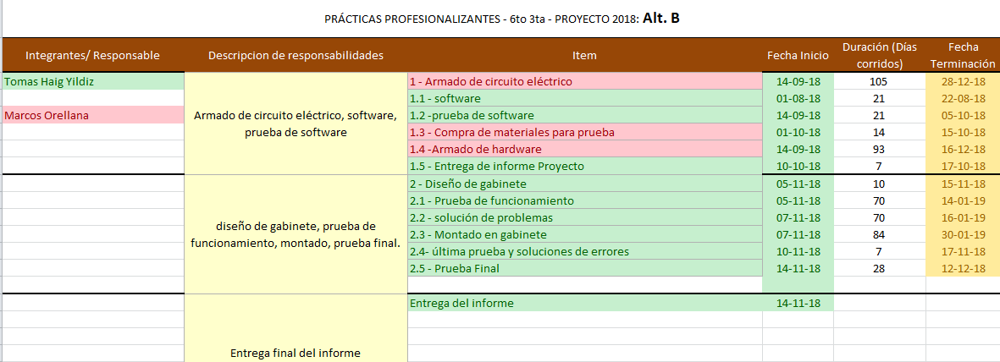 PRÁCTICAS PROFESIONALIZANTES - 6to 3ta - PROYECTO 2018: Alt. B
Integrantes/ Responsable Descripcion de responsabilidades Item Fecha Inicio Duración (Días corridos) Fecha Terminación
Tomas Haig Yildiz 1 - Armado de circuito eléctrico 14-09-18 105 28-12-18
1.1 - software 01-08-18 21 22-08-18
Marcos Orellana Armado de circuito eléctrico, software, 1.2 -prueba de software 14-09-18 21 05-10-18
prueba de software 1.3 - Compra de materiales para prueba 01-10-18 14 15-10-18
1.4 -Armado de hardware 14-09-18 93 16-12-18
1.5 - Entrega de informe Proyecto 10-10-18 7 17-10-18
2 - Diseño de gabinete 05-11-18 10 15-11-18
2.1 - Prueba de funcionamiento 05-11-18 70 14-01-19
diseño de gabinete, prueba de 2.2 - solución de problemas 07-11-18 70 16-01-19
funcionamiento, montado, prueba final. 2.3 - Montado en gabinete 07-11-18 84 30-01-19
2.4- última prueba y soluciones de errores 10-11-18 7 17-11-18
2.5 - Prueba Final 14-11-18 28 12-12-18
Entrega del informe 14-11-18
Entrega final del informe